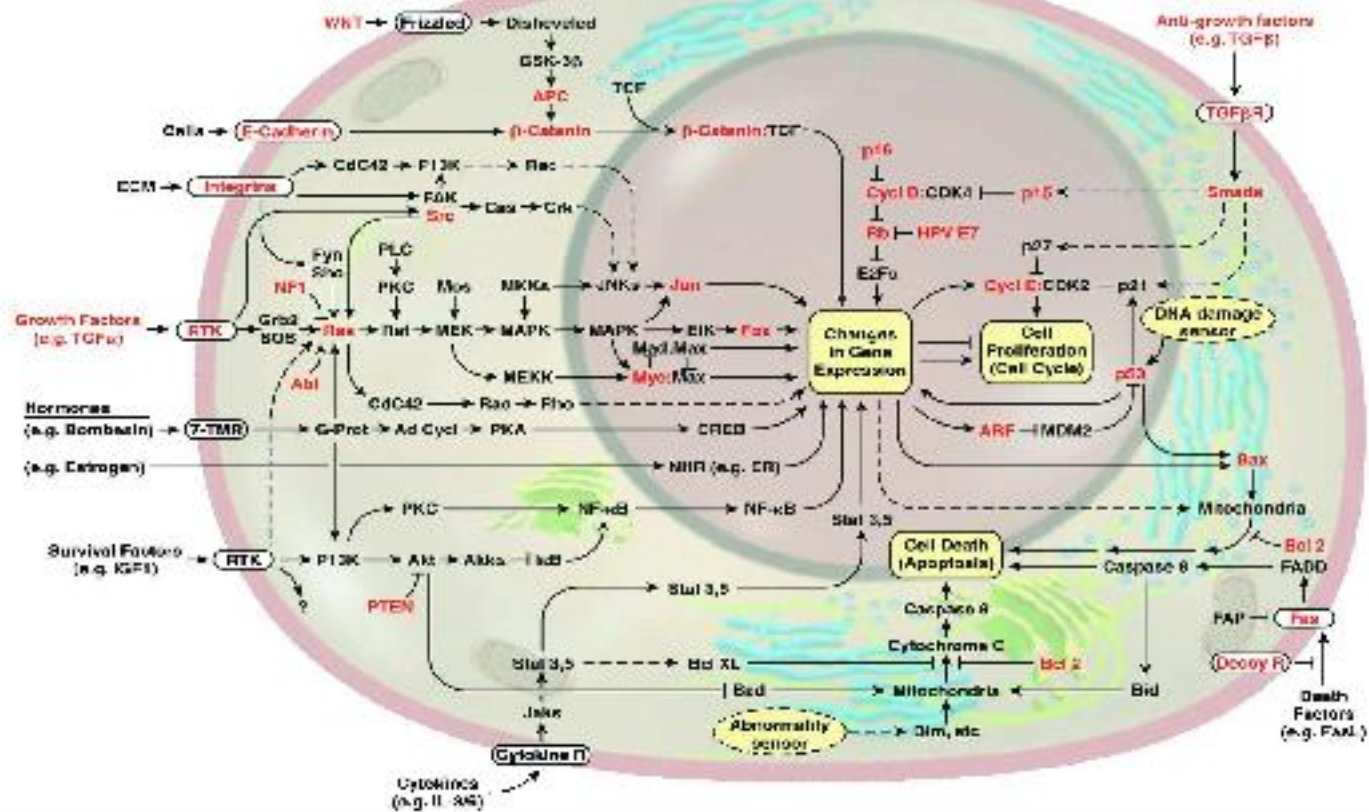 WNT
Frizzled
Disheveled
Anti-growth factors
(e.g. TGFβ)
GSK-3β
APC
TCF
TGFβR
Cells
E-Cadherin
β-Catenin
β-Catenin:TCF
p16
CdC42
PI3K
Rac
ECM
Integrins
FAK
Cycl D:CDK4
p15
Smads
Src
Cas
Crk
Rb
HPV E7
Fyn
Shc
PLC
p27
NF1
PKC
Mos
MKKs
JNKs
Jun
E2Fs
Cycl E:CDK2
p21
Growth Factors
(e.g. TGFα)
RTK
Grb2
SOS
Ras
Raf
MEK
MAPK
MAPK
ElK
Fos
Changes
in Gene
Expression
Cell
Proliferation
(Cell Cycle)
DNA damage
sensor
Mad:Max
Abl
MEKK
Myc:Max
p53
CdC42
Rac
Rho
Hormones
(e.g. Bombesin)
7-TMR
G-Prot
Ad Cycl
PKA
CREB
ARF
MDM2
(e.g. Estrogen)
NHR (e.g. ER)
Bax
PKC
NF-κB
NF-κB
Stat 3,5
Mitochondria
Survival Factors
(e.g. IGF1)
RTK
PI3K
Akt
Akkα
IκB
Cell Death
(Apoptosis)
Bcl 2
Caspase 8
FADD
?
PTEN
Stat 3,5
Caspase 9
FAP
Fas
Cytochrome C
Stat 3,5
Bcl XL
Bcl 2
Decoy R
Bad
Mitochondria
Bid
Death
Factors
(e.g. FasL)
Jaks
Abnormality
sensor
Bim, etc
Cytokine R
Cytokines
(e.g. IL-3/6)